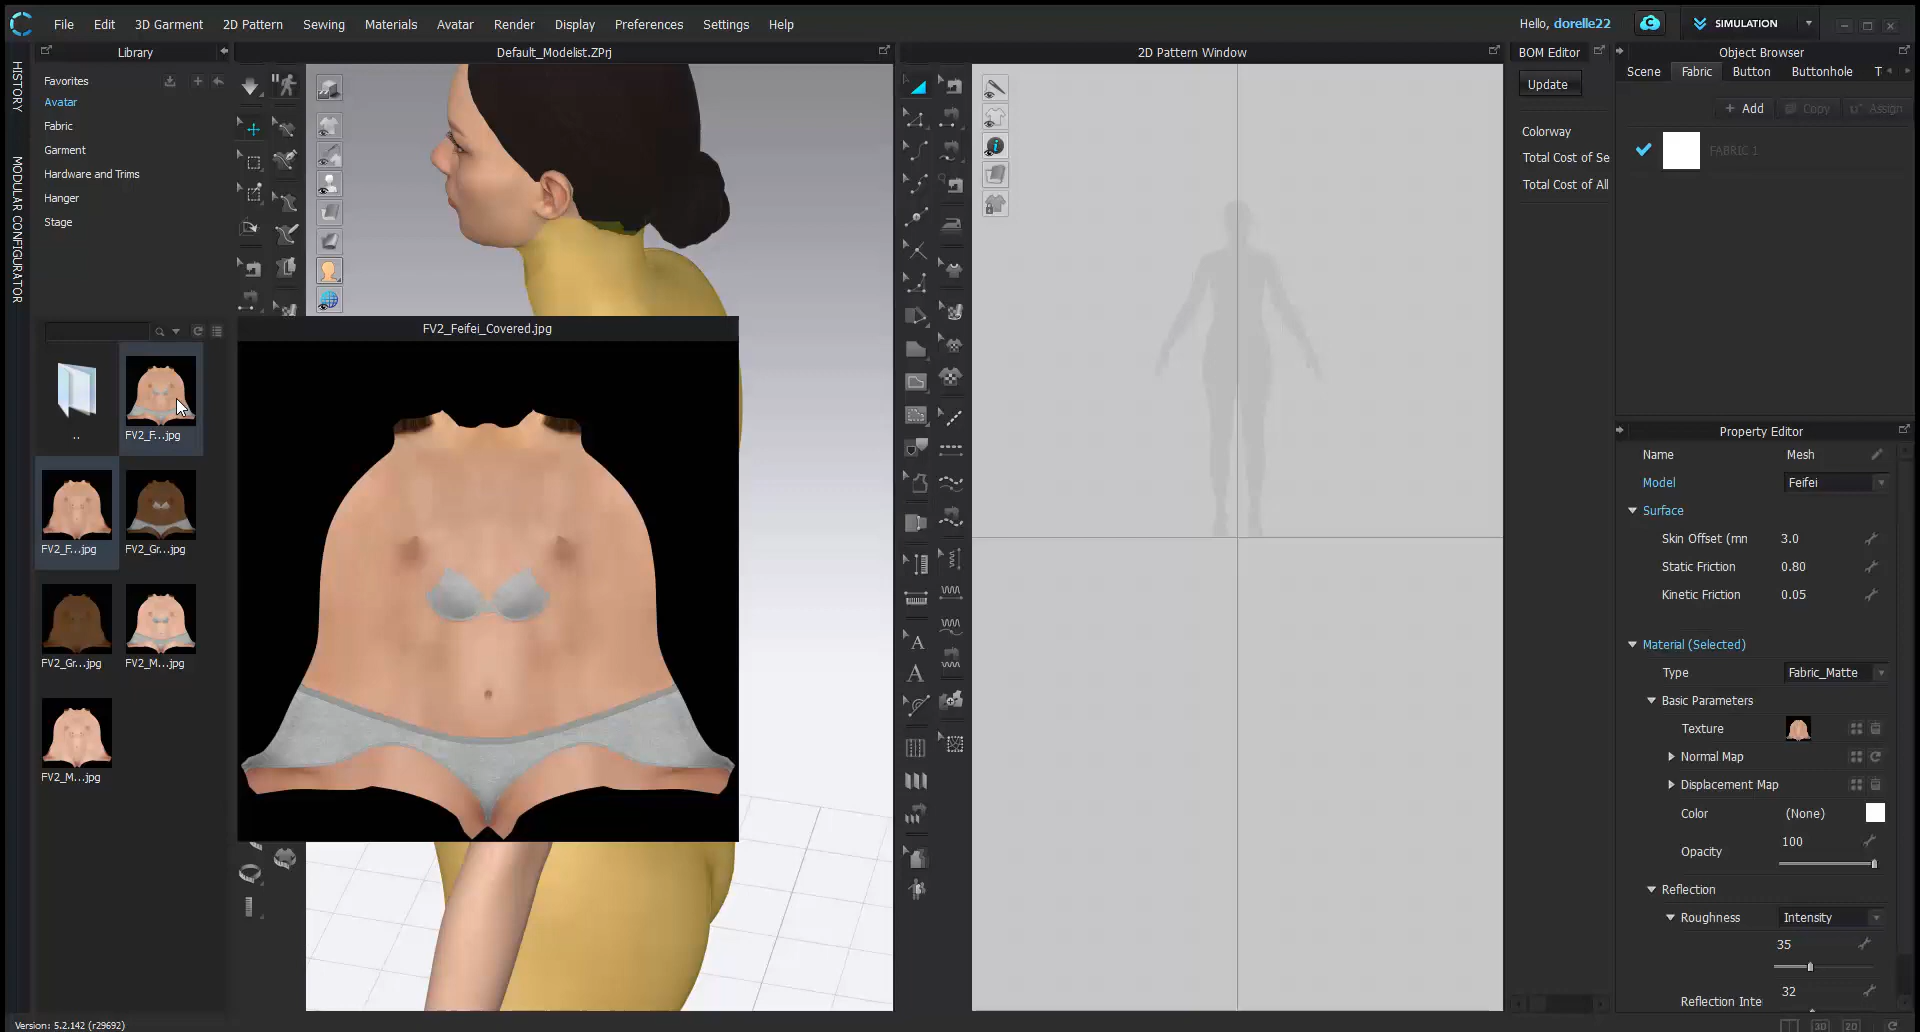 File Edit 3D Garment 2D Pattern Sewing Materials Avatar Render Display Preferences Settings Help
Hello, dorelle22 SIMULATION
Library
Default_Modelist.ZPrj
2D Pattern Window
BOM Editor
Object Browser
HISTORY
MODULAR CONFIGURATOR
Favorites
Avatar
Fabric
Garment
Hardware and Trims
Hanger
Stage
..
FV2_F...jpg
FV2_F...jpg
FV2_Gr...jpg
FV2_Gr...jpg
FV2_M...jpg
FV2_M...jpg
FV2_Feifei_Covered.jpg
A
A
Update
Colorway
Total Cost of Se
Total Cost of All
Scene Fabric Button Buttonhole T
+ Add Copy Assign
FABRIC 1
Property Editor
Name Mesh
Model Feifei
Surface
Skin Offset (mn 3.0
Static Friction 0.80
Kinetic Friction 0.05
Material (Selected)
Type Fabric_Matte
Basic Parameters
Texture
Normal Map
Displacement Map
Color (None)
Opacity 100
Reflection
Roughness Intensity
35
Reflection Inte 32
Version: 5.2.142 (r29692)
3D 2D